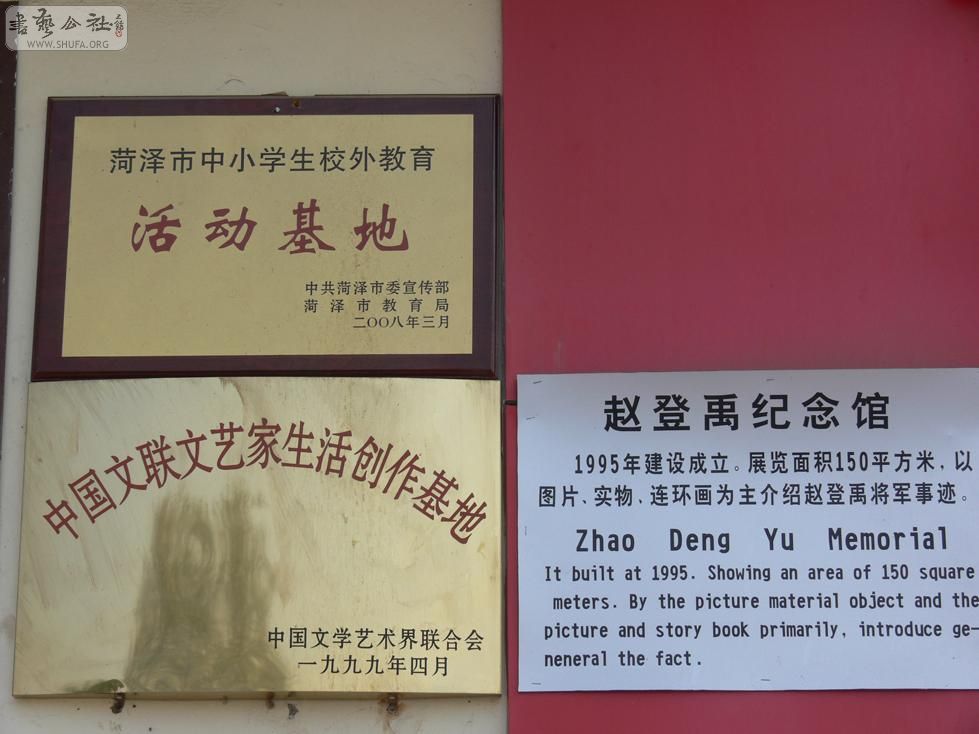 書藝公社
WWW.SHUFA.ORG
菏泽市中小学生校外教育
活动基地
中共菏泽市委宣传部
菏泽市教育局
二〇〇八年三月
中国文联文艺家生活创作基地
中国文学艺术界联合会
一九九九年四月
赵登禹纪念馆
1995年建设成立。展览面积150平方米，以
图片、实物、连环画为主介绍赵登禹将军事迹。
Zhao Deng Yu Memorial
It built at 1995. Showing an area of 150 square
meters. By the picture material object and the
picture and story book primarily, introduce ge-
neneral the fact.